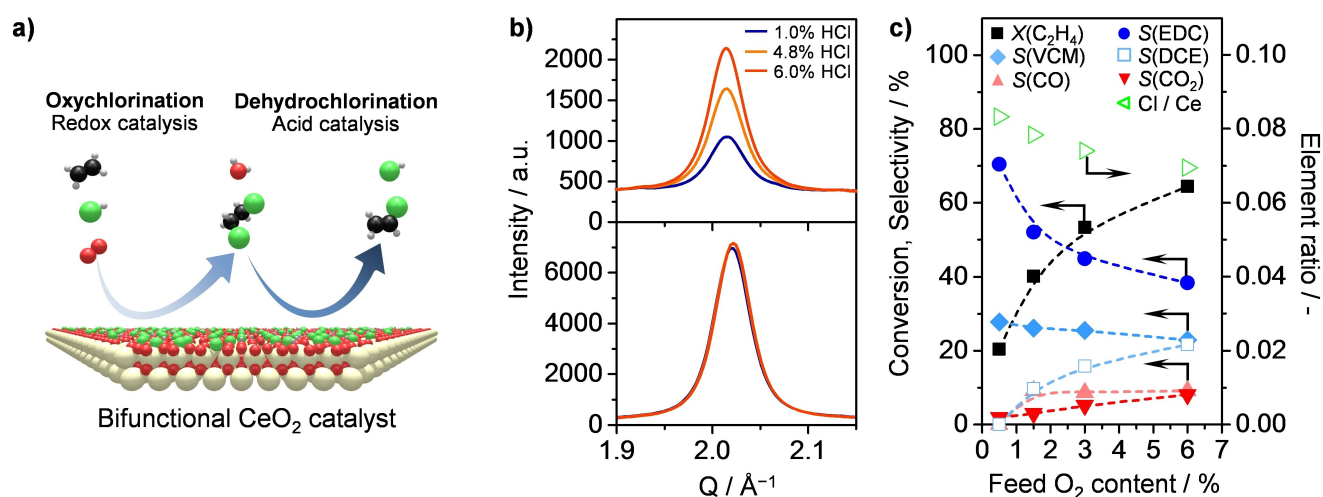 a)
Oxychlorination
Redox catalysis
Dehydrochlorination
Acid catalysis
Bifunctional CeO₂ catalyst
b)
1.0% HCl
4.8% HCl
6.0% HCl
2000
1500
1000
500
0
6000
4000
2000
0
1.9
2.0
2.1
Intensity / a.u.
Q / Å⁻¹
c)
X(C₂H₄)
S(EDC)
S(VCM)
S(DCE)
S(CO)
S(CO₂)
Cl / Ce
100
80
60
40
20
0
0.10
0.08
0.06
0.04
0.02
0.00
0 1 2 3 4 5 6 7
Conversion, Selectivity / %
Element ratio / -
Feed O₂ content / %